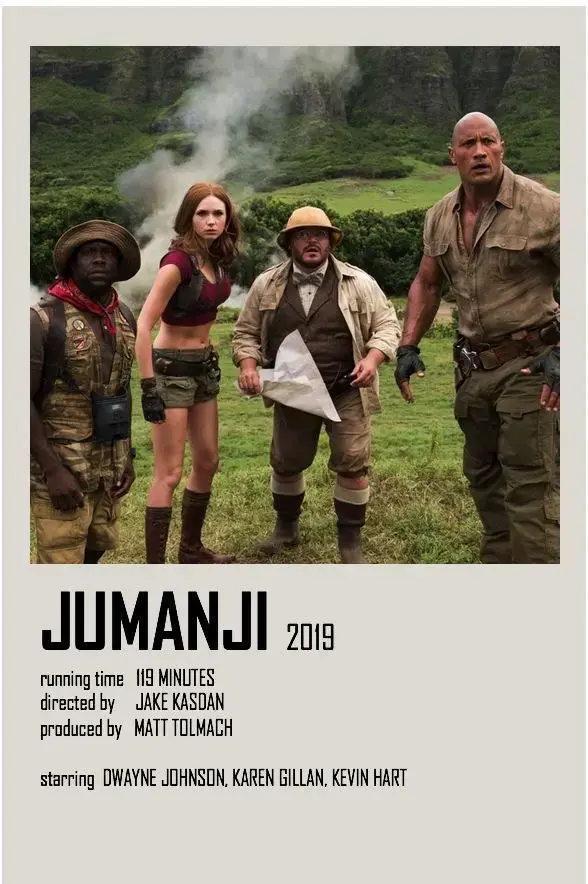 JUMANJI 2019
running time 119 MINUTES
directed by JAKE KASDAN
produced by MATT TOLMACH
starring DWAYNE JOHNSON, KAREN GILLAN, KEVIN HART